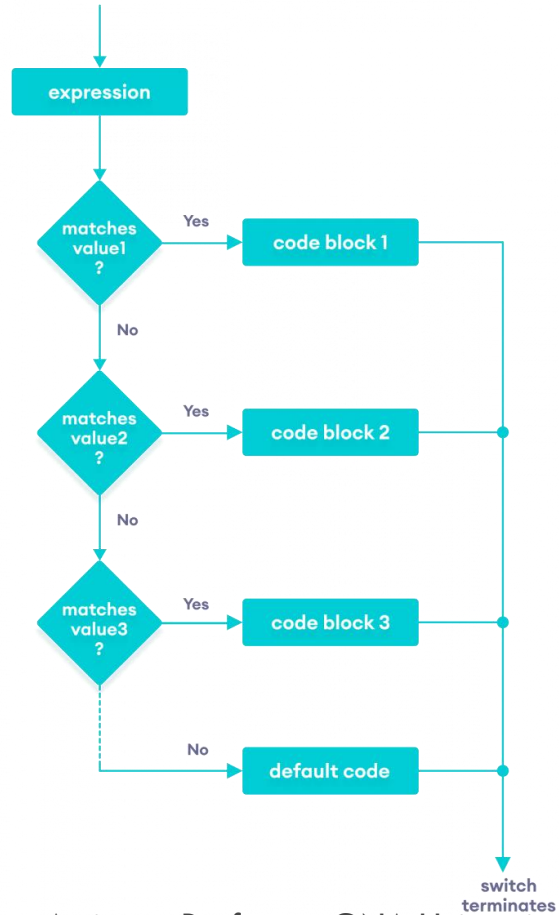 expression
matches
value1
?
Yes
code block 1
No
matches
value2
?
Yes
code block 2
No
matches
value3
?
Yes
code block 3
No
default code
switch
terminates